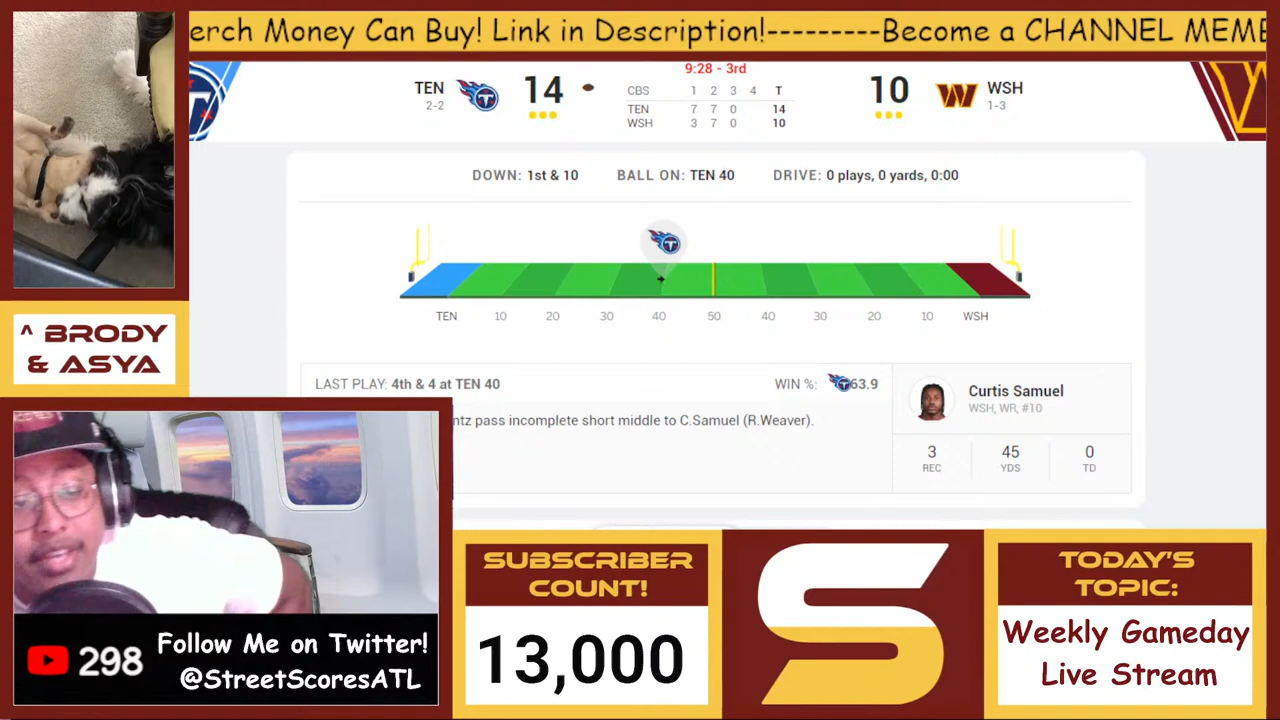 erch Money Can Buy! Link in Description!---------Become a CHANNEL MEME
9:28 - 3rd
TEN
2-2
14
CBS 1 2 3 4 T
TEN 7 7 0 14
WSH 3 7 0 10
10
WSH
1-3
DOWN: 1st & 10 BALL ON: TEN 40 DRIVE: 0 plays, 0 yards, 0:00
TEN 10 20 30 40 50 40 30 20 10 WSH
LAST PLAY: 4th & 4 at TEN 40
WIN %: 63.9
ntz pass incomplete short middle to C.Samuel (R.Weaver).
Curtis Samuel
WSH, WR, #10
3 45 0
REC YDS TD
^ BRODY
& ASYA
298
Follow Me on Twitter!
@StreetScoresATL
SUBSCRIBER
COUNT!
13,000
S
TODAY'S
TOPIC:
Weekly Gameday
Live Stream